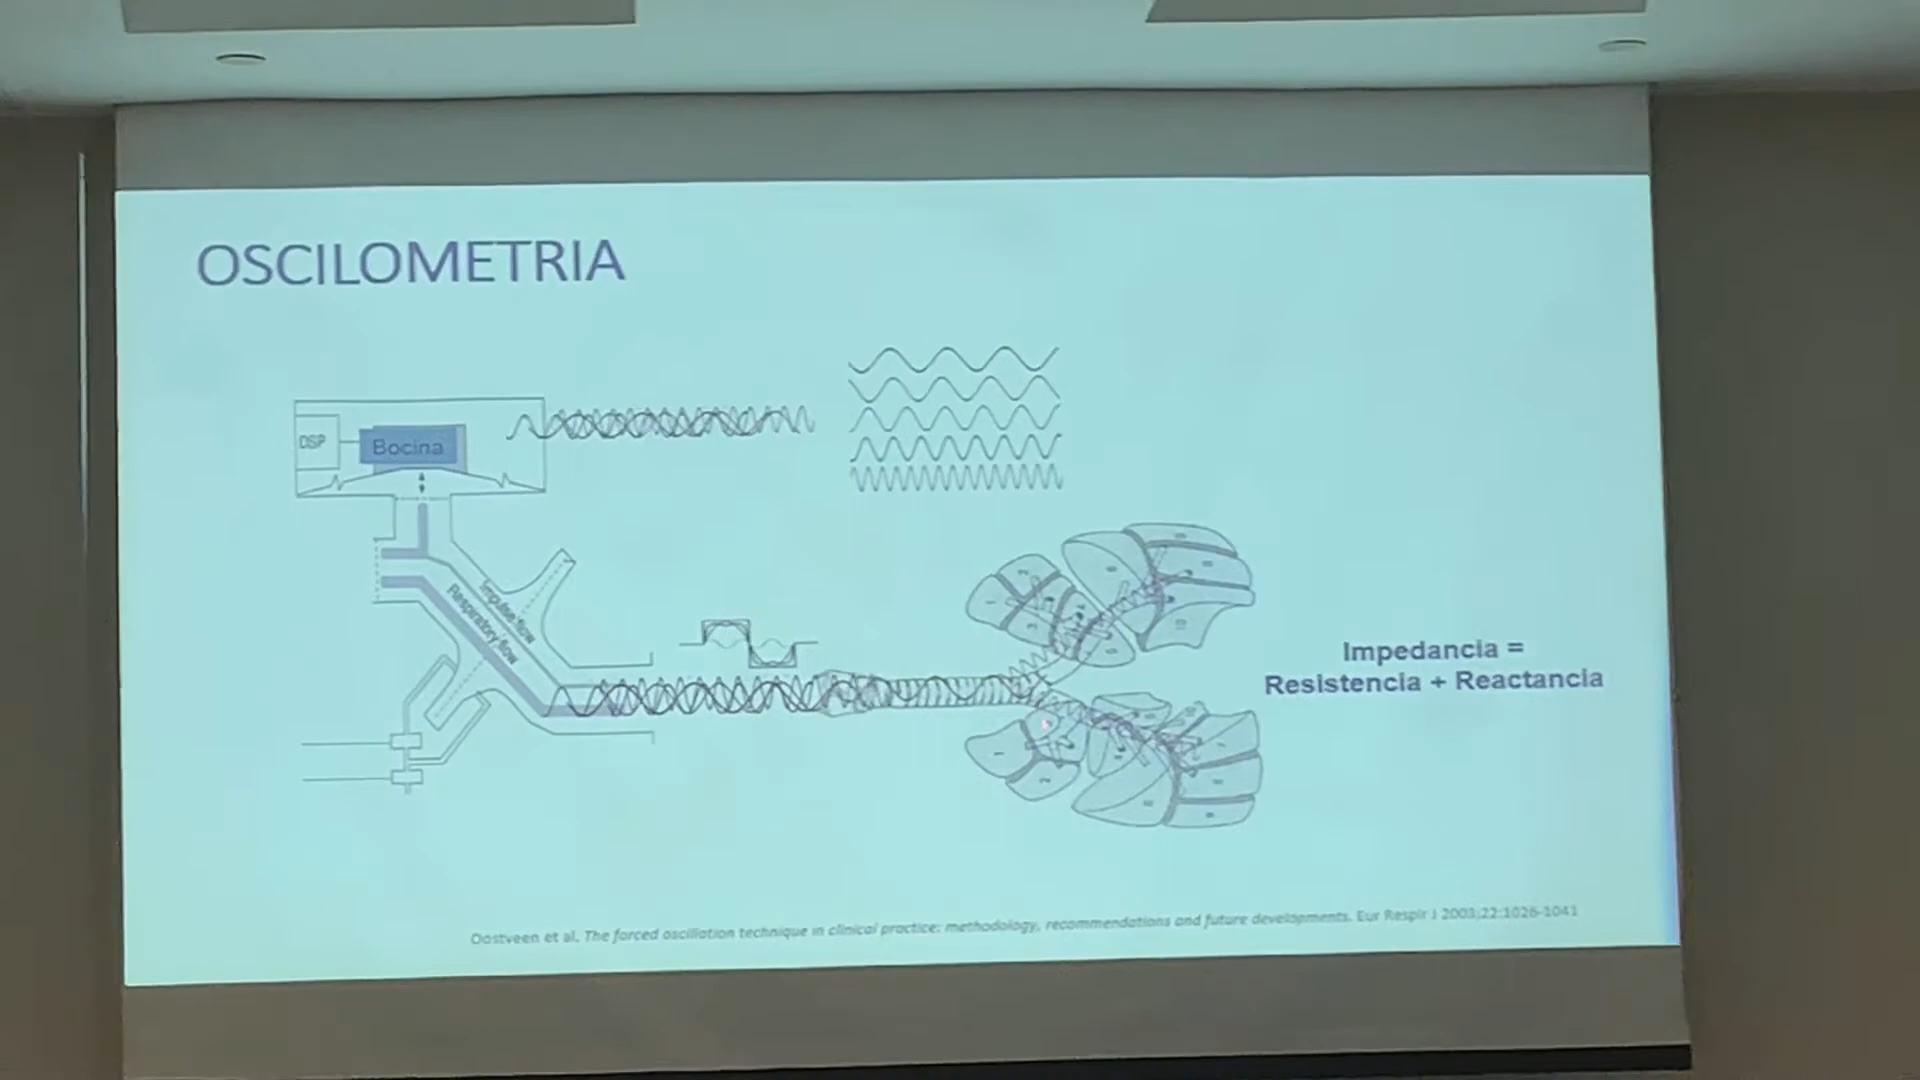 OSCILOMETRIA
DSP
Bocina
Impulse flow
Respiratory flow
Impedancia =
Resistencia + Reactancia
Oostveen et al. The forced oscillation technique in clinical practice: methodology, recommendations and future developments. Eur Respir J 2003;22:1026-1041